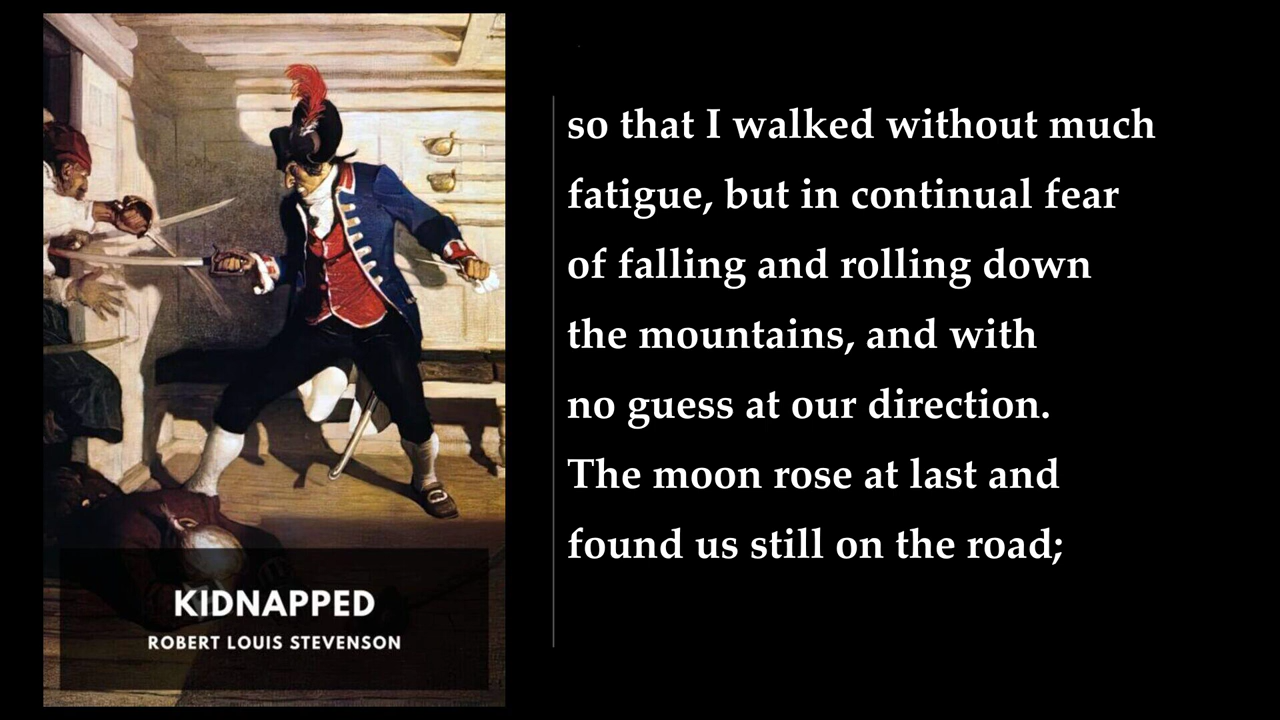 KIDNAPPED
ROBERT LOUIS STEVENSON
so that I walked without much
fatigue, but in continual fear
of falling and rolling down
the mountains, and with
no guess at our direction.
The moon rose at last and
found us still on the road;